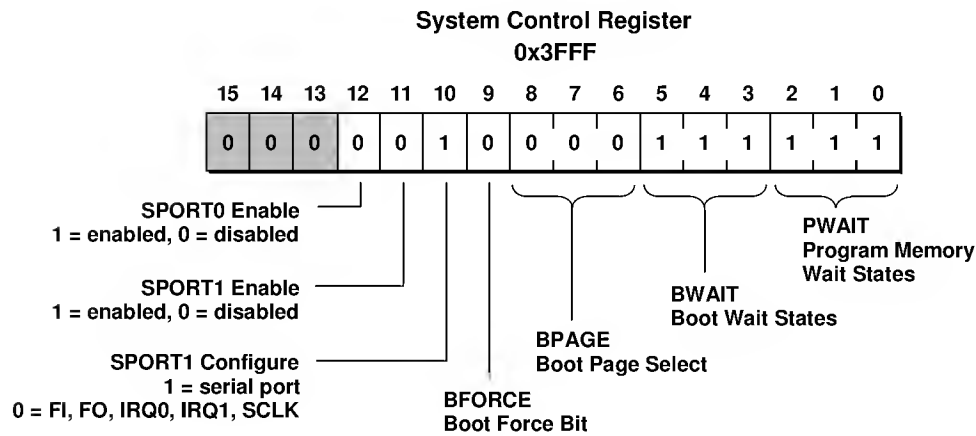 System Control Register
0x3FFF
15 14 13 12 11 10 9 8 7 6 5 4 3 2 1 0
0 0 0 0 0 1 0 0 0 0 1 1 1 1 1 1
SPORT0 Enable
1 = enabled, 0 = disabled
SPORT1 Enable
1 = enabled, 0 = disabled
SPORT1 Configure
1 = serial port
0 = FI, FO, IRQ0, IRQ1, SCLK
BFORCE
Boot Force Bit
BPAGE
Boot Page Select
BWAIT
Boot Wait States
PWAIT
Program Memory
Wait States